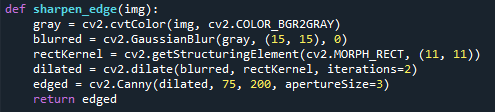 def sharpen_edge(img):
    gray = cv2.cvtColor(img, cv2.COLOR_BGR2GRAY)
    blurred = cv2.GaussianBlur(gray, (15, 15), 0)
    rectKernel = cv2.getStructuringElement(cv2.MORPH_RECT, (11, 11))
    dilated = cv2.dilate(blurred, rectKernel, iterations=2)
    edged = cv2.Canny(dilated, 75, 200, apertureSize=3)
    return edged